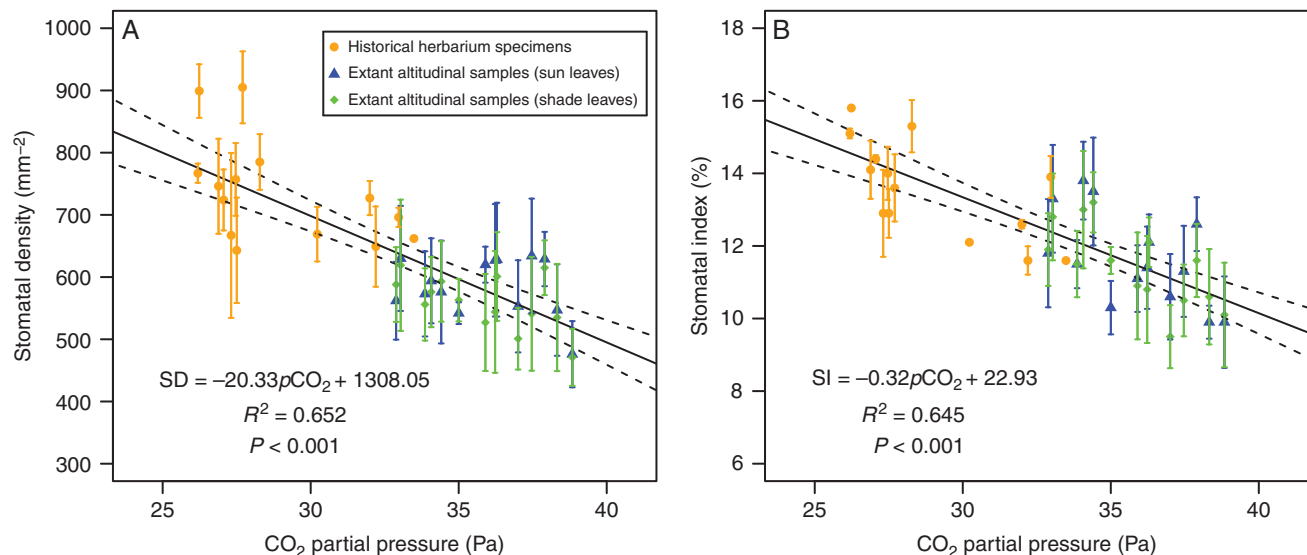 A
Historical herbarium specimens
Extant altitudinal samples (sun leaves)
Extant altitudinal samples (shade leaves)
Stomatal density (mm–2)
1000
900
800
700
600
500
400
300
SD = –20.33pCO2 + 1308.05
R2 = 0.652
P < 0.001
25 30 35 40
CO2 partial pressure (Pa)
B
Stomatal index (%)
18
16
14
12
10
8
6
SI = –0.32pCO2 + 22.93
R2 = 0.645
P < 0.001
25 30 35 40
CO2 partial pressure (Pa)